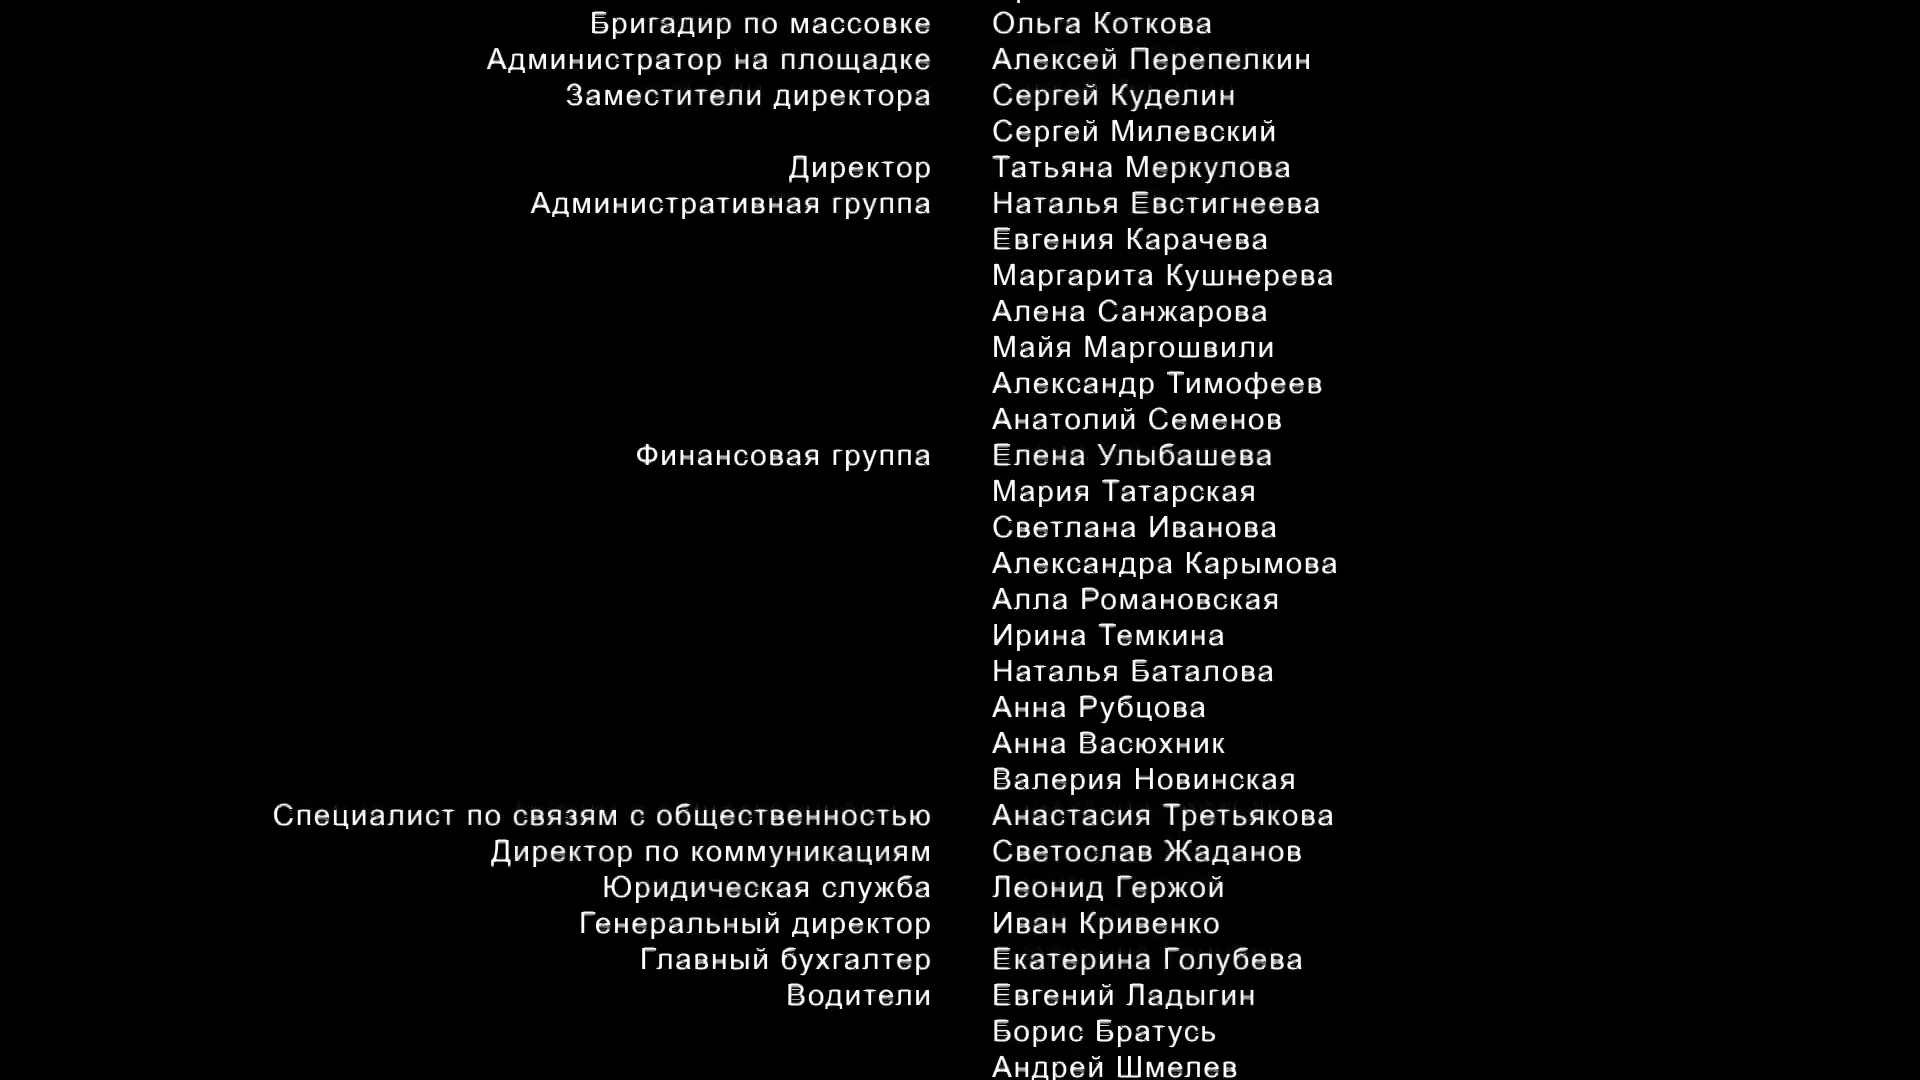 Бригадир по массовке Ольга Коткова
Администратор на площадке Алексей Перепелкин
Заместители директора Сергей Куделин
Сергей Милевский
Директор Татьяна Меркулова
Административная группа Наталья Евстигнеева
Евгения Карачева
Маргарита Кушнерева
Алена Санжарова
Майя Маргошвили
Александр Тимофеев
Анатолий Семенов
Финансовая группа Елена Улыбашева
Мария Татарская
Светлана Иванова
Александра Карымова
Алла Романовская
Ирина Темкина
Наталья Баталова
Анна Рубцова
Анна Васюхник
Валерия Новинская
Специалист по связям с общественностью Анастасия Третьякова
Директор по коммуникациям Светослав Жаданов
Юридическая служба Леонид Гержой
Генеральный директор Иван Кривенко
Главный бухгалтер Екатерина Голубева
Водители Евгений Ладыгин
Борис Братусь
Андрей Шмелев